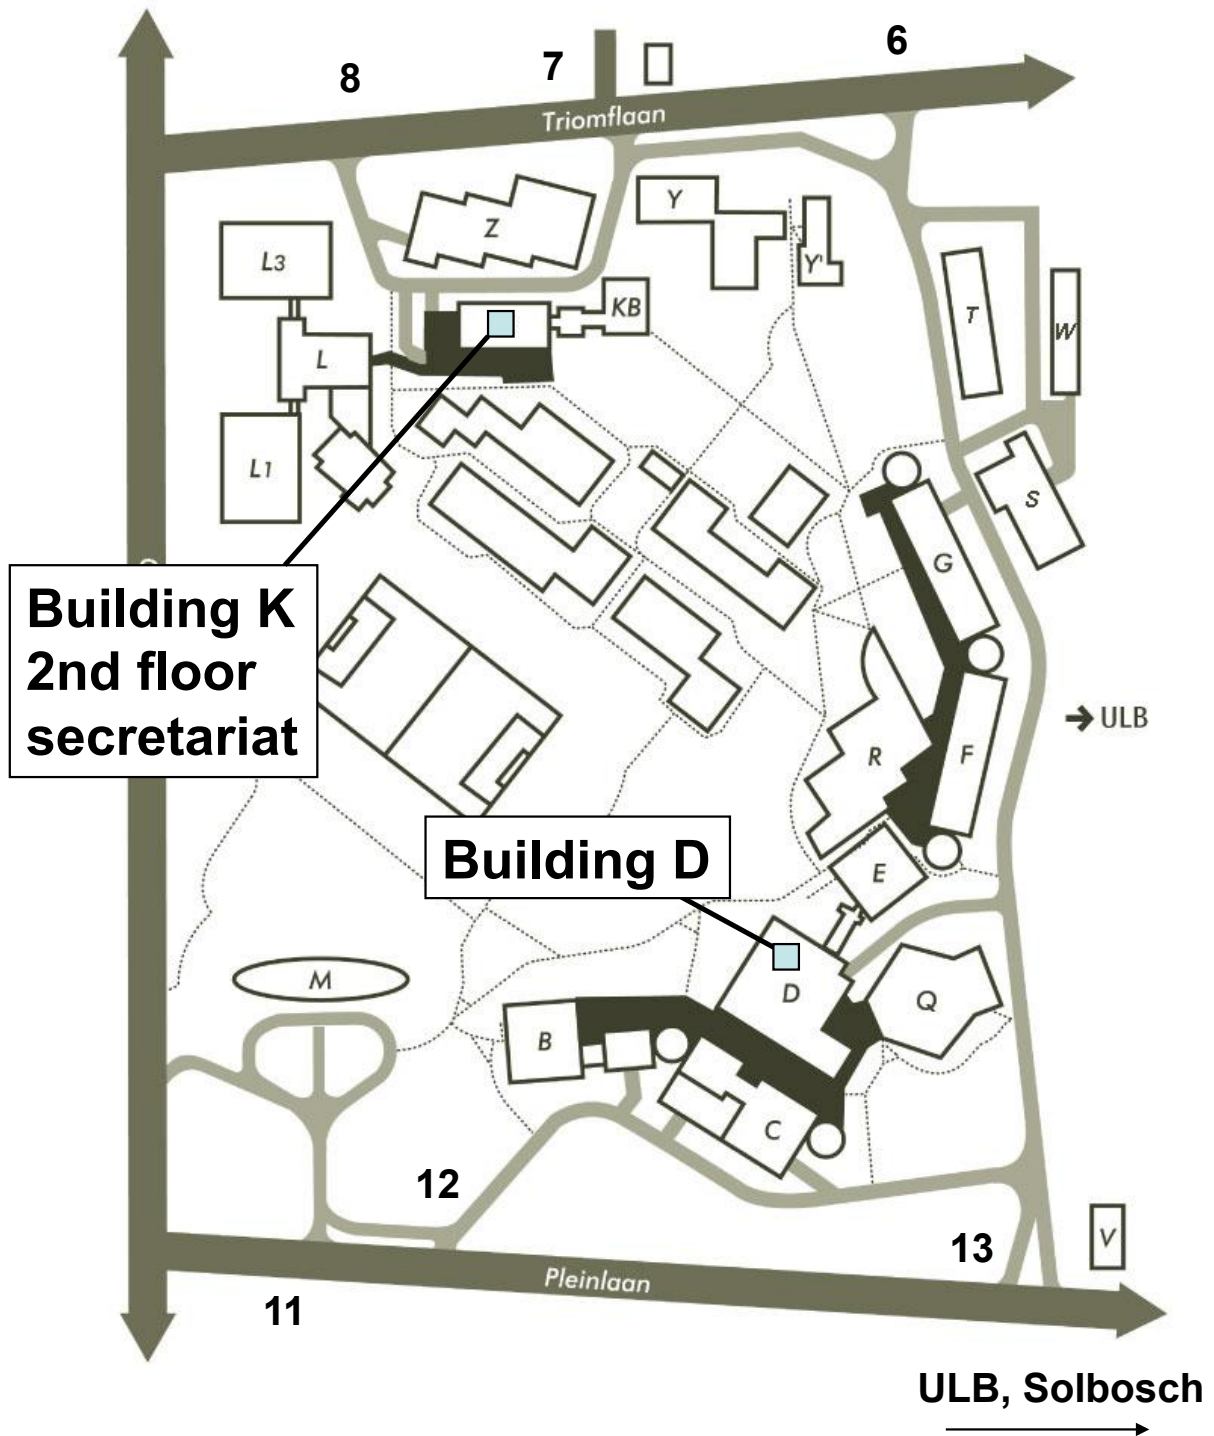 6
7
8
Triomflaan
Y
Z
L3
Y'
KB
T
W
L
L1
S
G
Building K
2nd floor
secretariat
ULB
R
F
Building D
E
M
D
Q
B
C
12
V
13
Pleinlaan
11
ULB, Solbosch